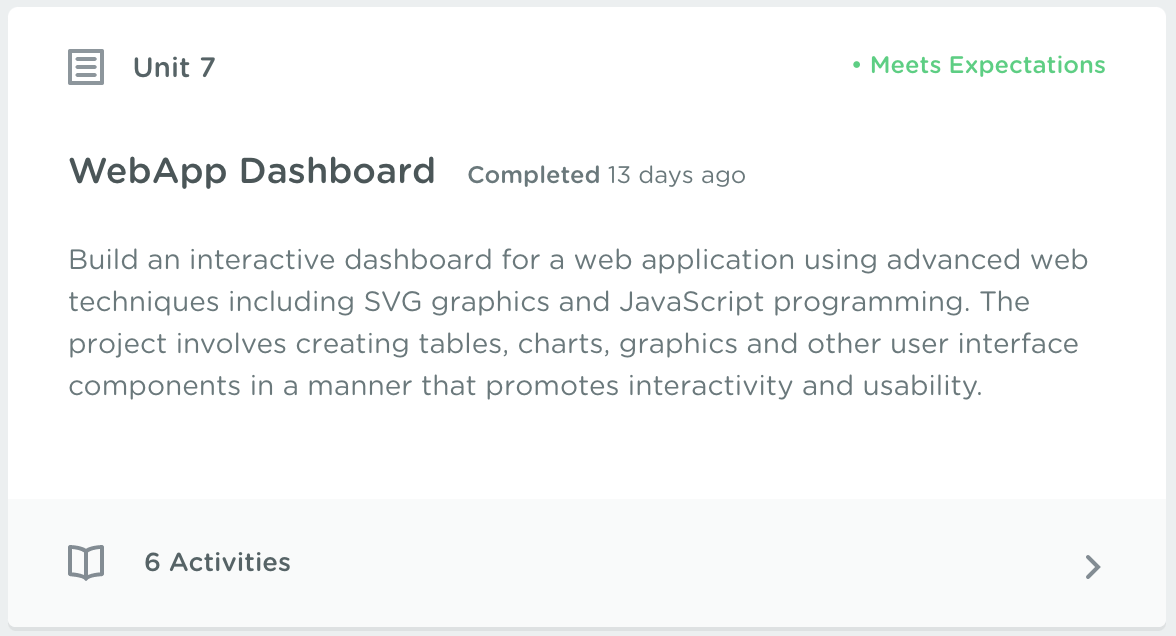 Unit 7
• Meets Expectations
WebApp Dashboard
Completed 13 days ago
Build an interactive dashboard for a web application using advanced web
techniques including SVG graphics and JavaScript programming. The
project involves creating tables, charts, graphics and other user interface
components in a manner that promotes interactivity and usability.
6 Activities